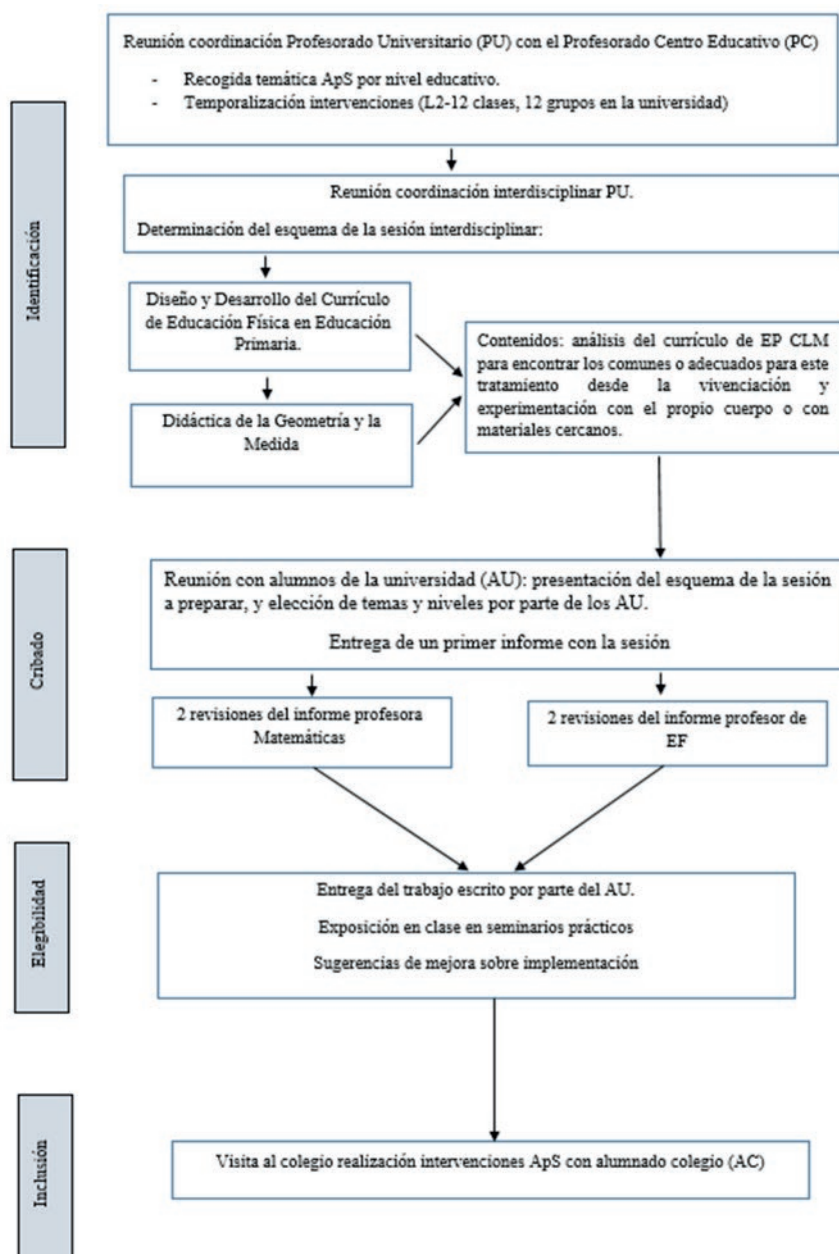 Reunión coordinación Profesorado Universitario (PU) con el Profesorado Centro Educativo (PC)
- Recogida temática ApS por nivel educativo.
- Temporalización intervenciones (L2-12 clases, 12 grupos en la universidad)
Identificación
Reunión coordinación interdisciplinar PU.
Determinación del esquema de la sesión interdisciplinar:
Diseño y Desarrollo del Currículo
de Educación Física en Educación
Primaria.
Didáctica de la Geometría y la
Medida
Contenidos: análisis del currículo de EP CLM
para encontrar los comunes o adecuados para este
tratamiento desde la vivenciación y
experimentación con el propio cuerpo o con
materiales cercanos.
Cribado
Reunión con alumnos de la universidad (AU): presentación del esquema de la sesión
a preparar, y elección de temas y niveles por parte de los AU.
Entrega de un primer informe con la sesión
2 revisiones del informe profesora
Matemáticas
2 revisiones del informe profesor de
EF
Elegibilidad
Entrega del trabajo escrito por parte del AU.
Exposición en clase en seminarios prácticos
Sugerencias de mejora sobre implementación
Inclusión
Visita al colegio realización intervenciones ApS con alumnado colegio (AC)